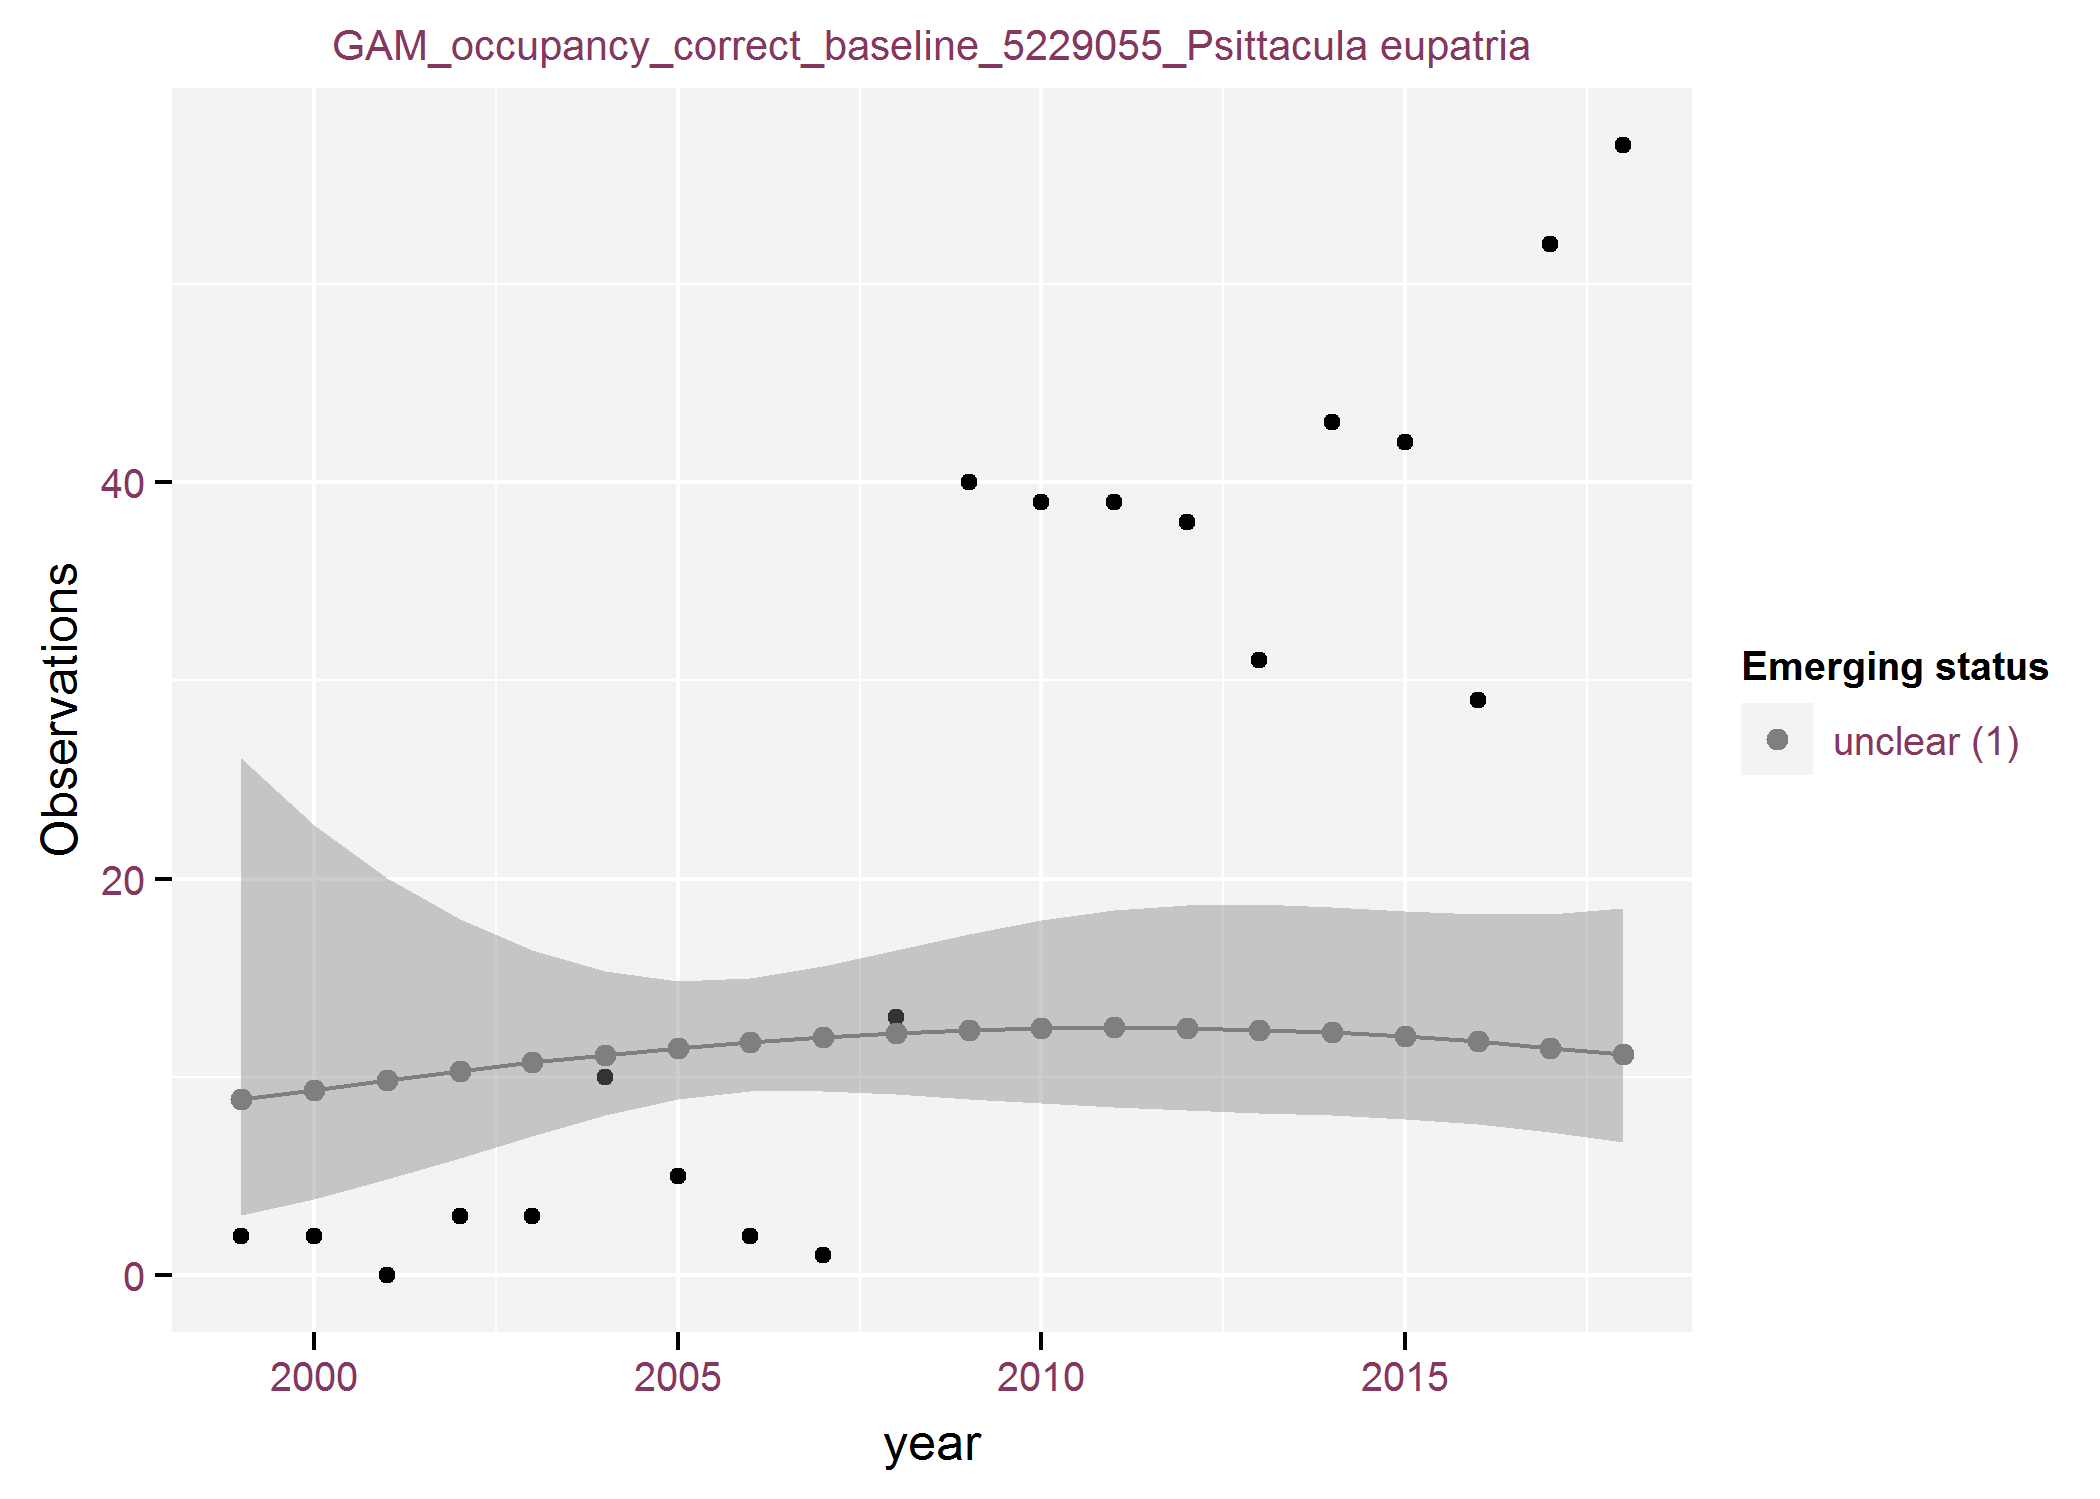 GAM_occupancy_correct_baseline_5229055_Psittacula eupatria
Observations
40
20
0
2000
2005
2010
2015
year
Emerging status
unclear (1)